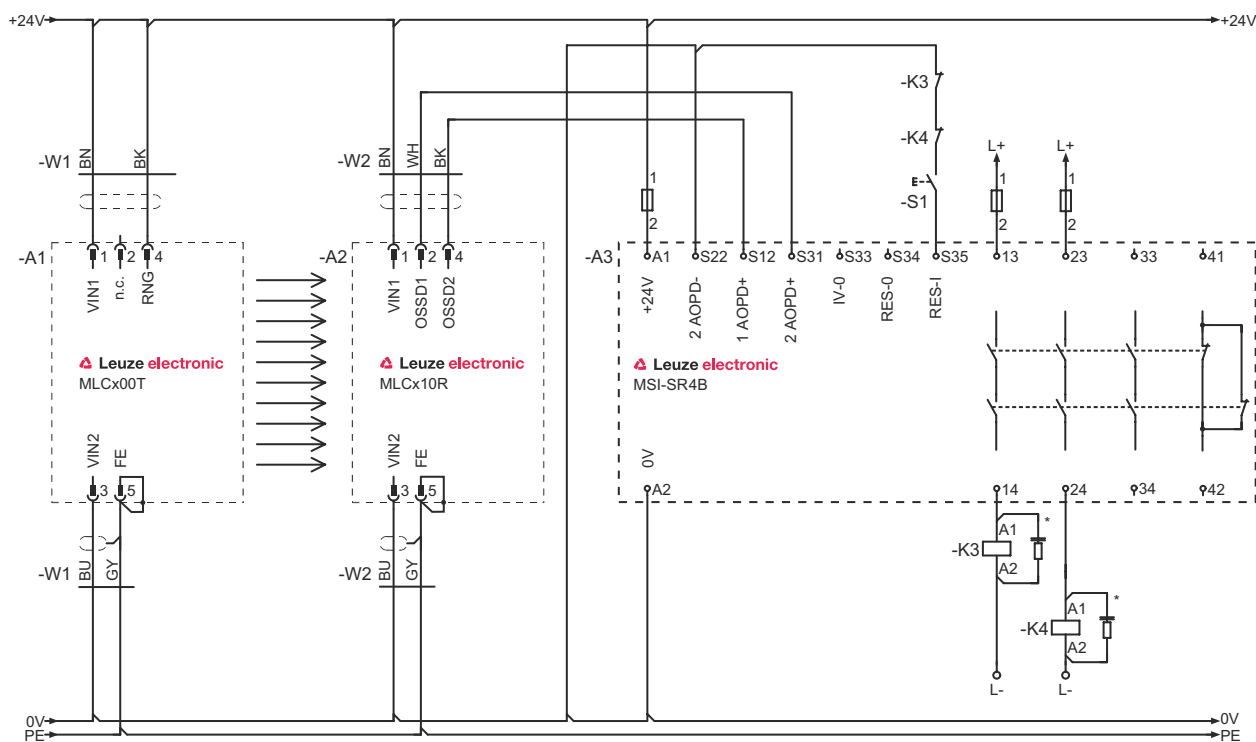 +24V +24V
-K3
-K4
-S1
L+ L+
-W1 BN BK
-W2 BN WH BK
1 2
1 2
1 2
-A1 1 2 4
VIN1 n.c. RNG
-A2 1 2 4
VIN1 OSSD1 OSSD2
-A3 A1 S22 S12 S31 S33 S34 S35 13 23 33 41
+24V 2 AOPD- 1 AOPD+ 2 AOPD+ IV-0 RES-0 RES-I
Leuze electronic
MLCx00T
Leuze electronic
MLCx10R
Leuze electronic
MSI-SR4B
VIN2 FE
3 5
VIN2 FE
3 5
0V
A2 14 24 34 42
-K3 A1 A2 *
-K4 A1 A2 *
-W1 BU GY
-W2 BU GY
L- L-
0V 0V
PE PE